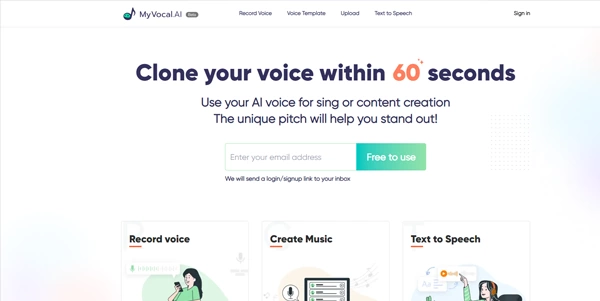 MyVocal.AI Beta
Record Voice Voice Template Upload Text to Speech Sign in
Clone your voice within 60 seconds
Use your AI voice for sing or content creation
The unique pitch will help you stand out!
Enter your email address Free to use
We will send a login/signup link to your inbox
Record voice Create Music Text to Speech